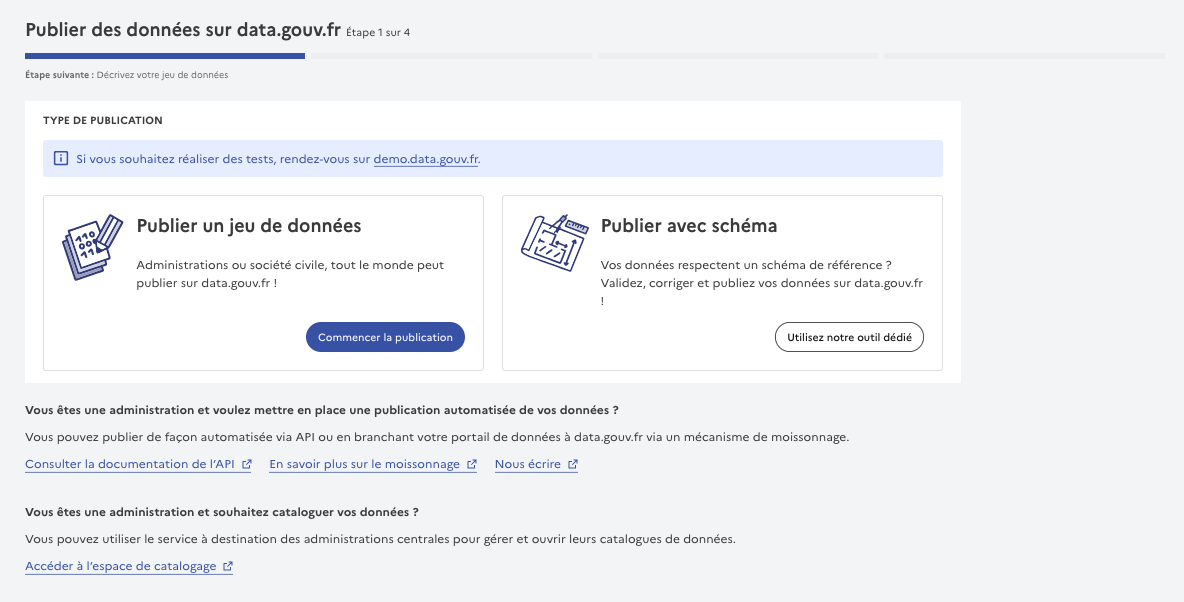 Publier des données sur data.gouv.fr Étape 1 sur 4
Étape suivante : Décrivez votre jeu de données
TYPE DE PUBLICATION
Si vous souhaitez réaliser des tests, rendez-vous sur demo.data.gouv.fr.
Publier un jeu de données
Administrations ou société civile, tout le monde peut
publier sur data.gouv.fr !
Commencer la publication
Publier avec schéma
Vos données respectent un schéma de référence ?
Validez, corriger et publiez vos données sur data.gouv.fr
!
Utilisez notre outil dédié
Vous êtes une administration et voulez mettre en place une publication automatisée de vos données ?
Vous pouvez publier de façon automatisée via API ou en branchant votre portail de données à data.gouv.fr via un mécanisme de moissonnage.
Consulter la documentation de l’API En savoir plus sur le moissonnage Nous écrire
Vous êtes une administration et souhaitez cataloguer vos données ?
Vous pouvez utiliser le service à destination des administrations centrales pour gérer et ouvrir leurs catalogues de données.
Accéder à l’espace de catalogage